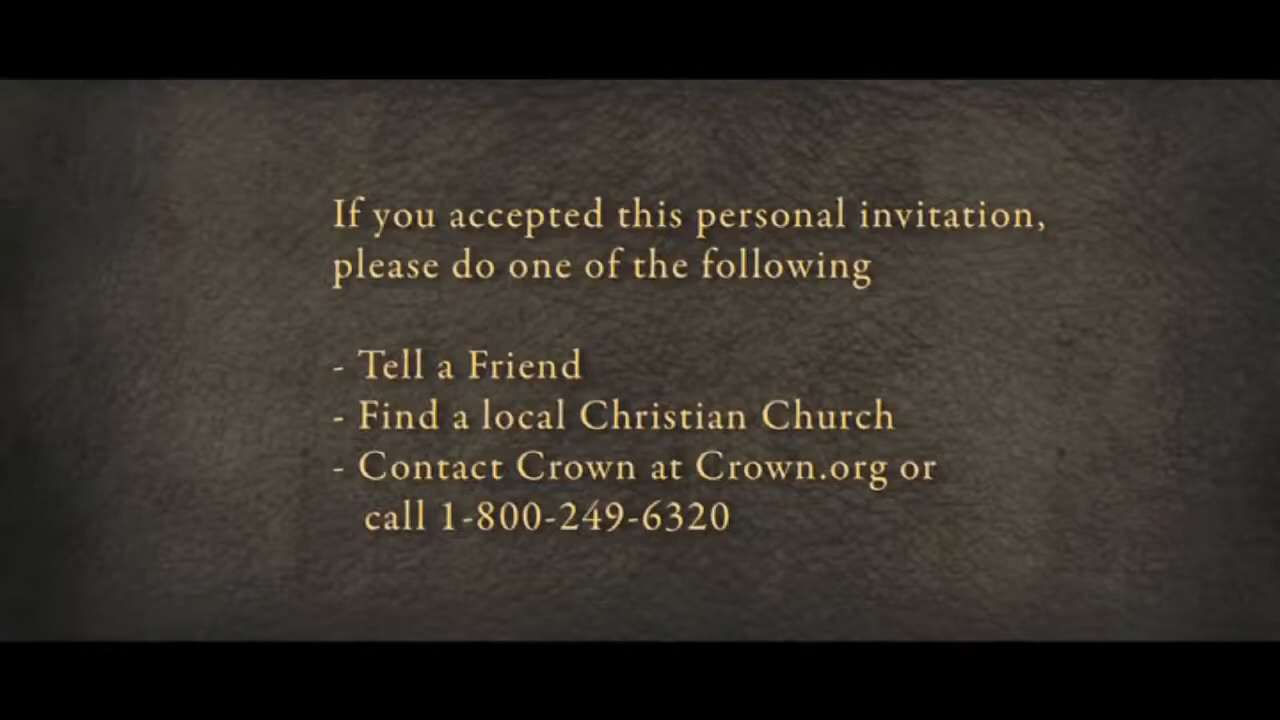 If you accepted this personal invitation,
please do one of the following
- Tell a Friend
- Find a local Christian Church
- Contact Crown at Crown.org or
call 1-800-249-6320